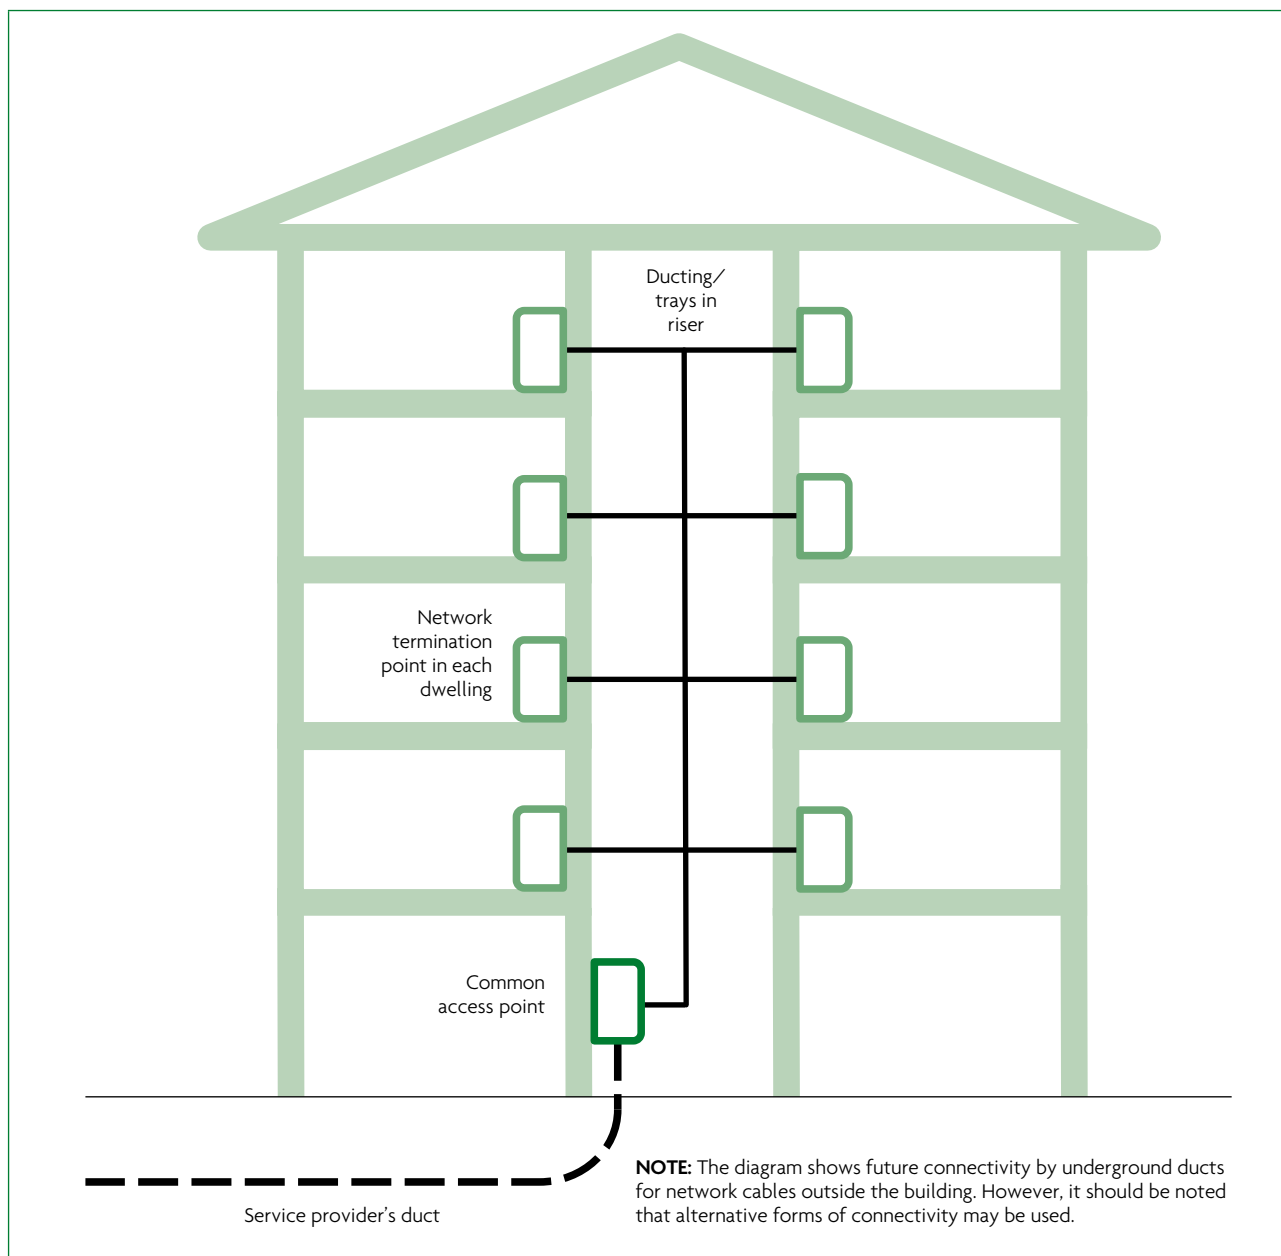 Ducting/
trays in
riser
Network
termination
point in each
dwelling
Common
access point
NOTE: The diagram shows future connectivity by underground ducts
for network cables outside the building. However, it should be noted
that alternative forms of connectivity may be used.
Service provider's duct